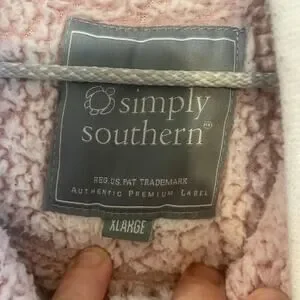 simply
southern
REG.US.PAT TRADEMARK
AUTHENTIC PREMIUM LABEL
XLARGE